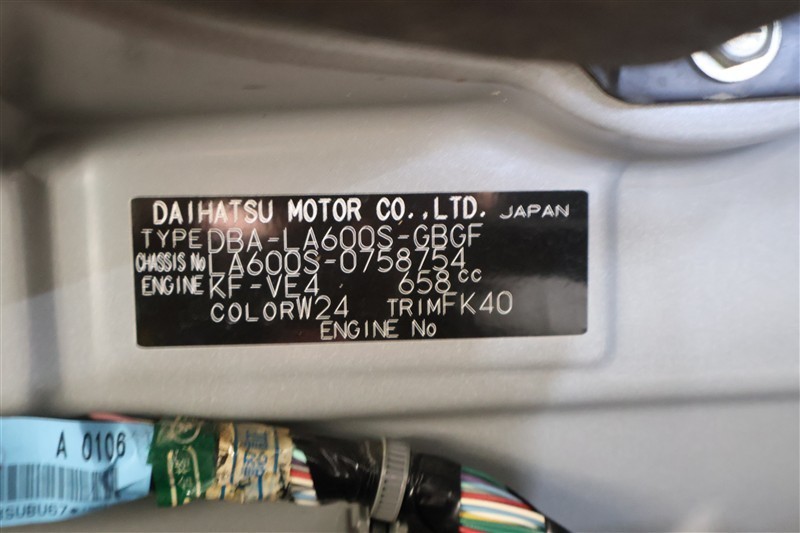 DAIHATSU MOTOR CO.,LTD. JAPAN
TYPE DBA-LA600S-GBGF
CHASSIS No LA600S-0758754
ENGINE KF-VE4 658cc
COLOR W24 TRIM FK40
ENGINE No
A 0106